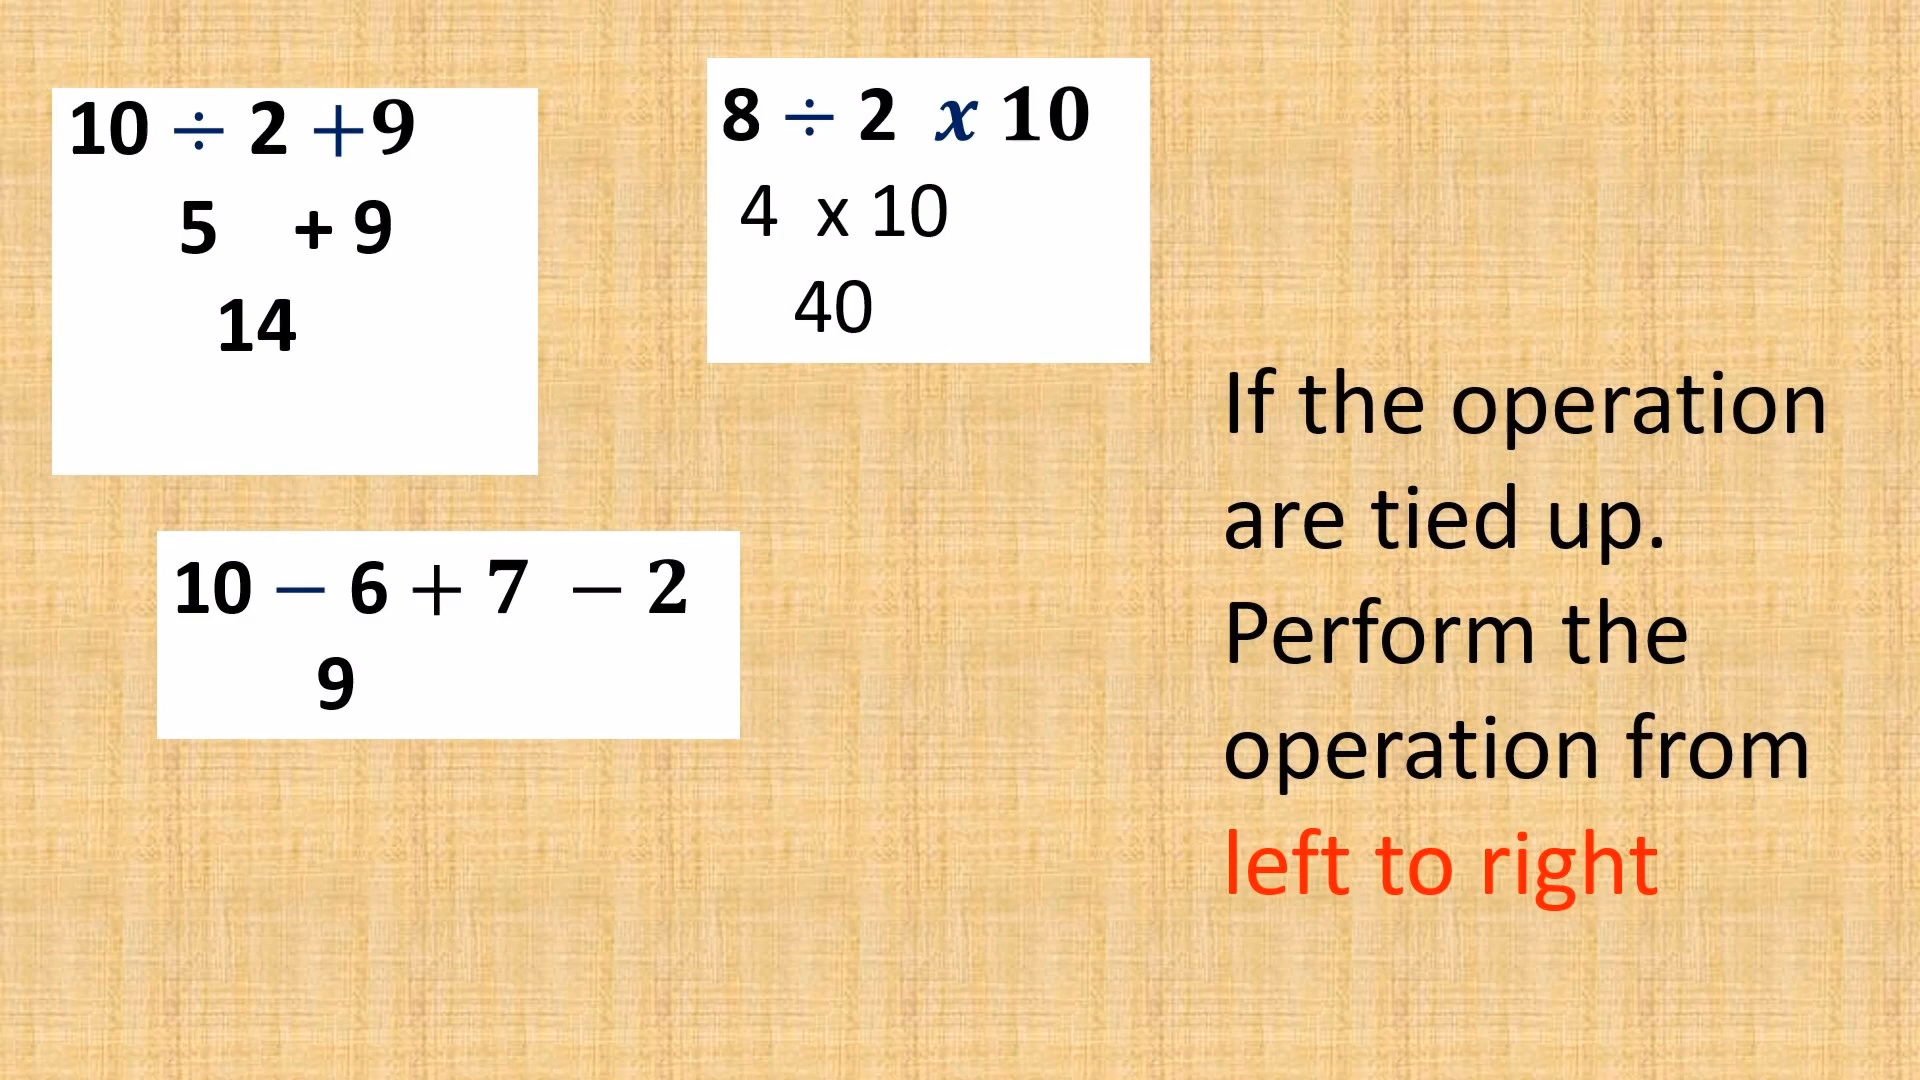 10 ÷ 2 +9
5 + 9
14
8 ÷ 2 x 10
4 x 10
40
10 − 6 + 7 − 2
9
If the operation
are tied up.
Perform the
operation from
left to right